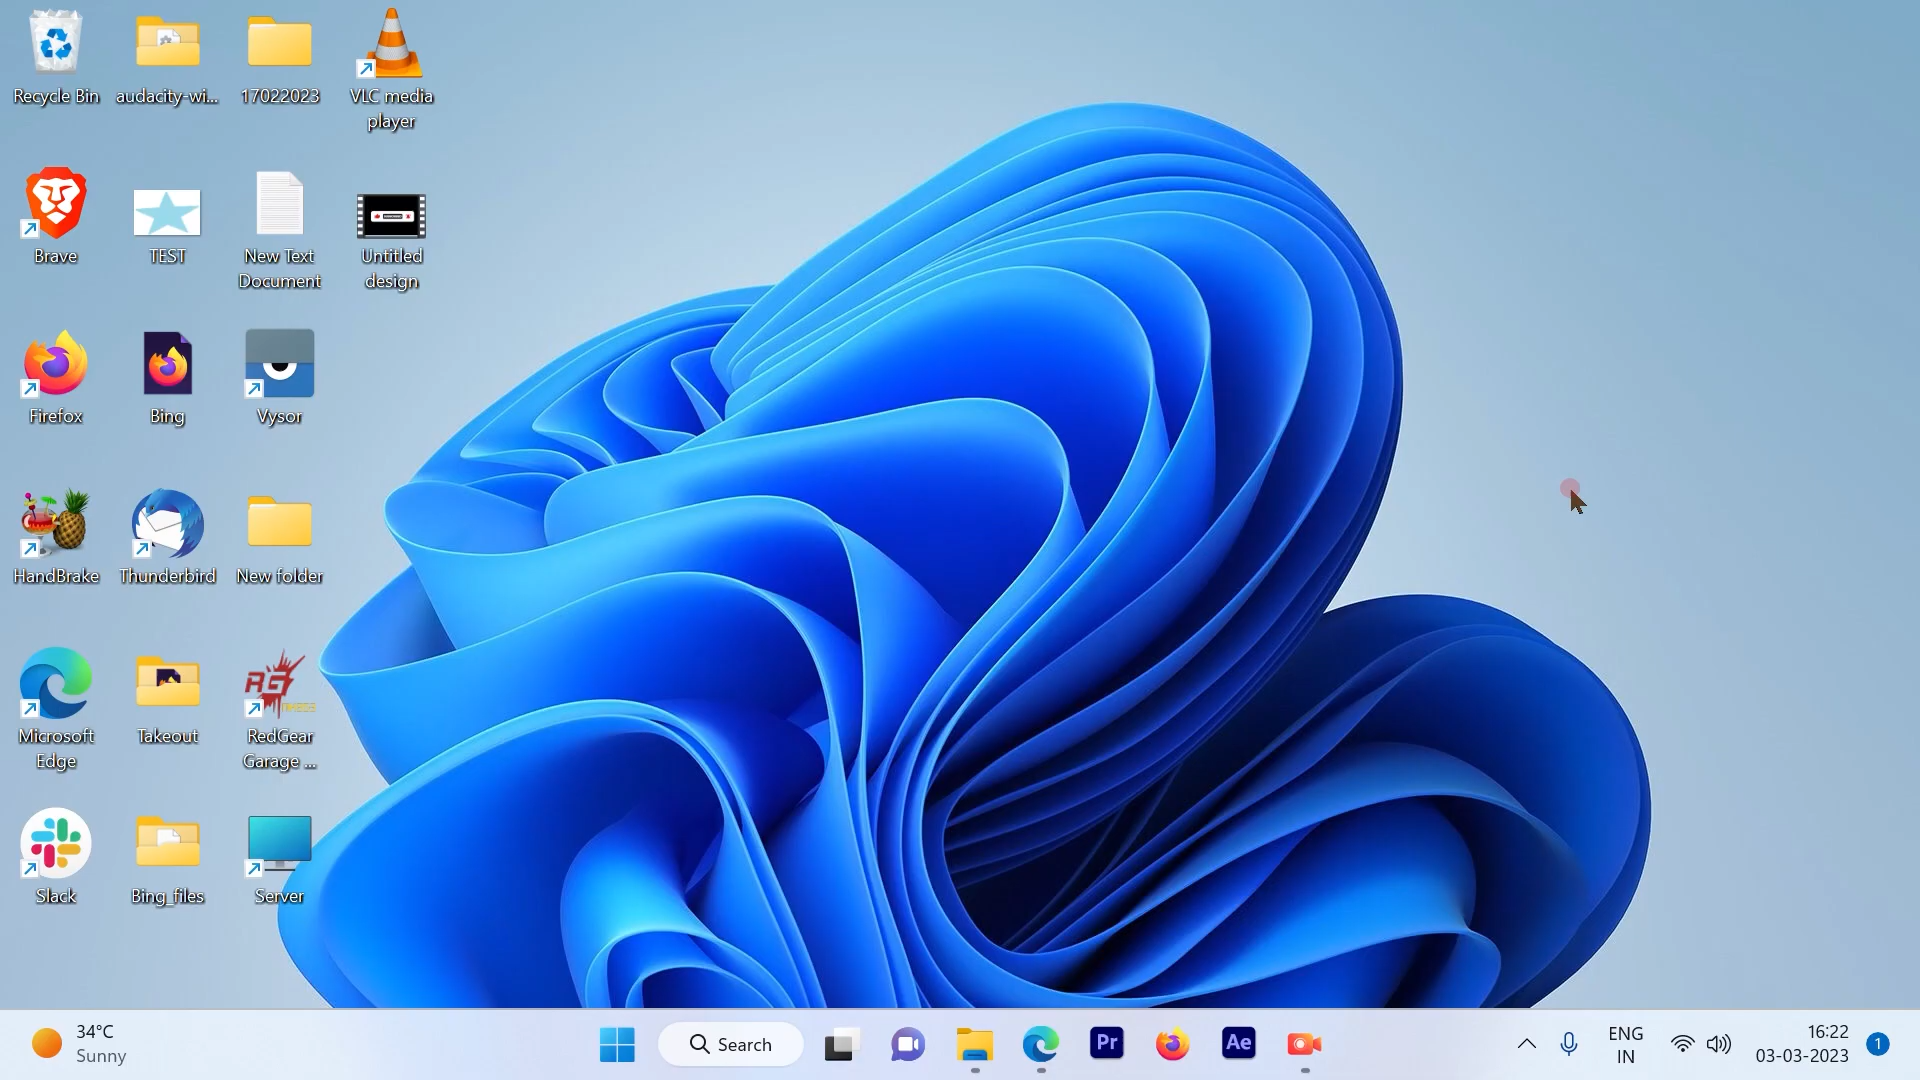 Recycle Bin
audacity-wi...
17022023
VLC media
player
Brave
TEST
New Text
Document
Untitled
design
Firefox
Bing
Vysor
HandBrake
Thunderbird
New folder
Microsoft
Edge
Takeout
RG
RedGear
Garage ...
Slack
Bing_files
Server
34°C
Sunny
Search
Pr
Ae
ENG
IN
16:22
03-03-2023
1